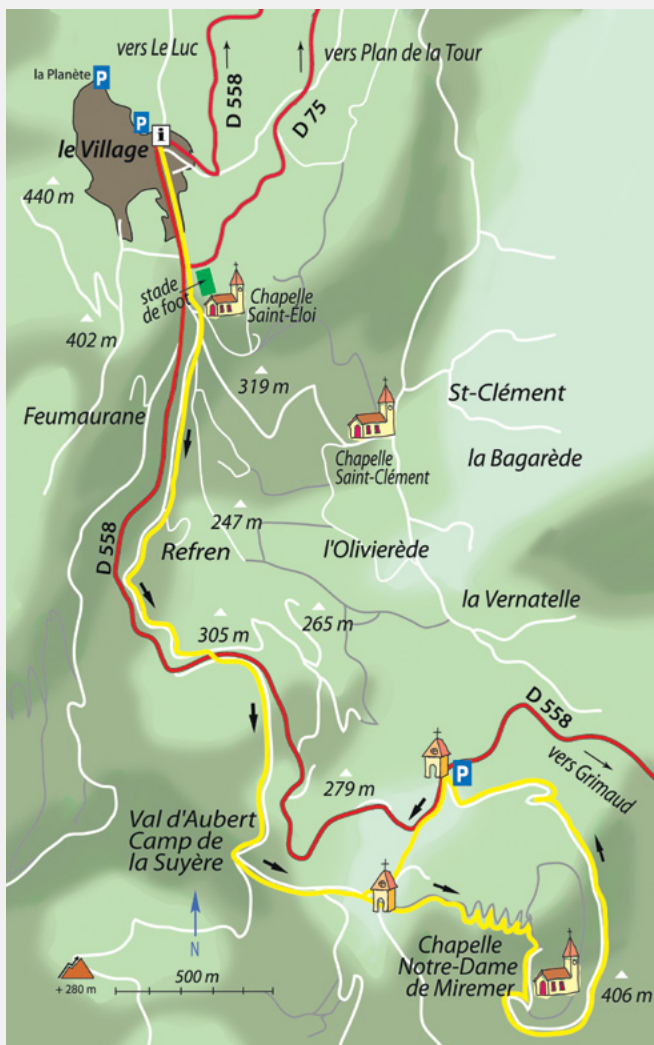 vers Le Luc
vers Plan de la Tour
la Planète
P
D 558
D 75
P
i
le Village
440 m
stade
de foot
Chapelle
Saint-Éloi
402 m
319 m
Feumaurane
St-Clément
Chapelle
Saint-Clément
la Bagarède
247 m
D 558
Refren
l'Olivierède
la Vernatelle
305 m
265 m
D 558
vers Grimaud
P
279 m
Val d'Aubert
Camp de
la Suyère
N
Chapelle
Notre-Dame
de Miremer
500 m
+ 280 m
406 m